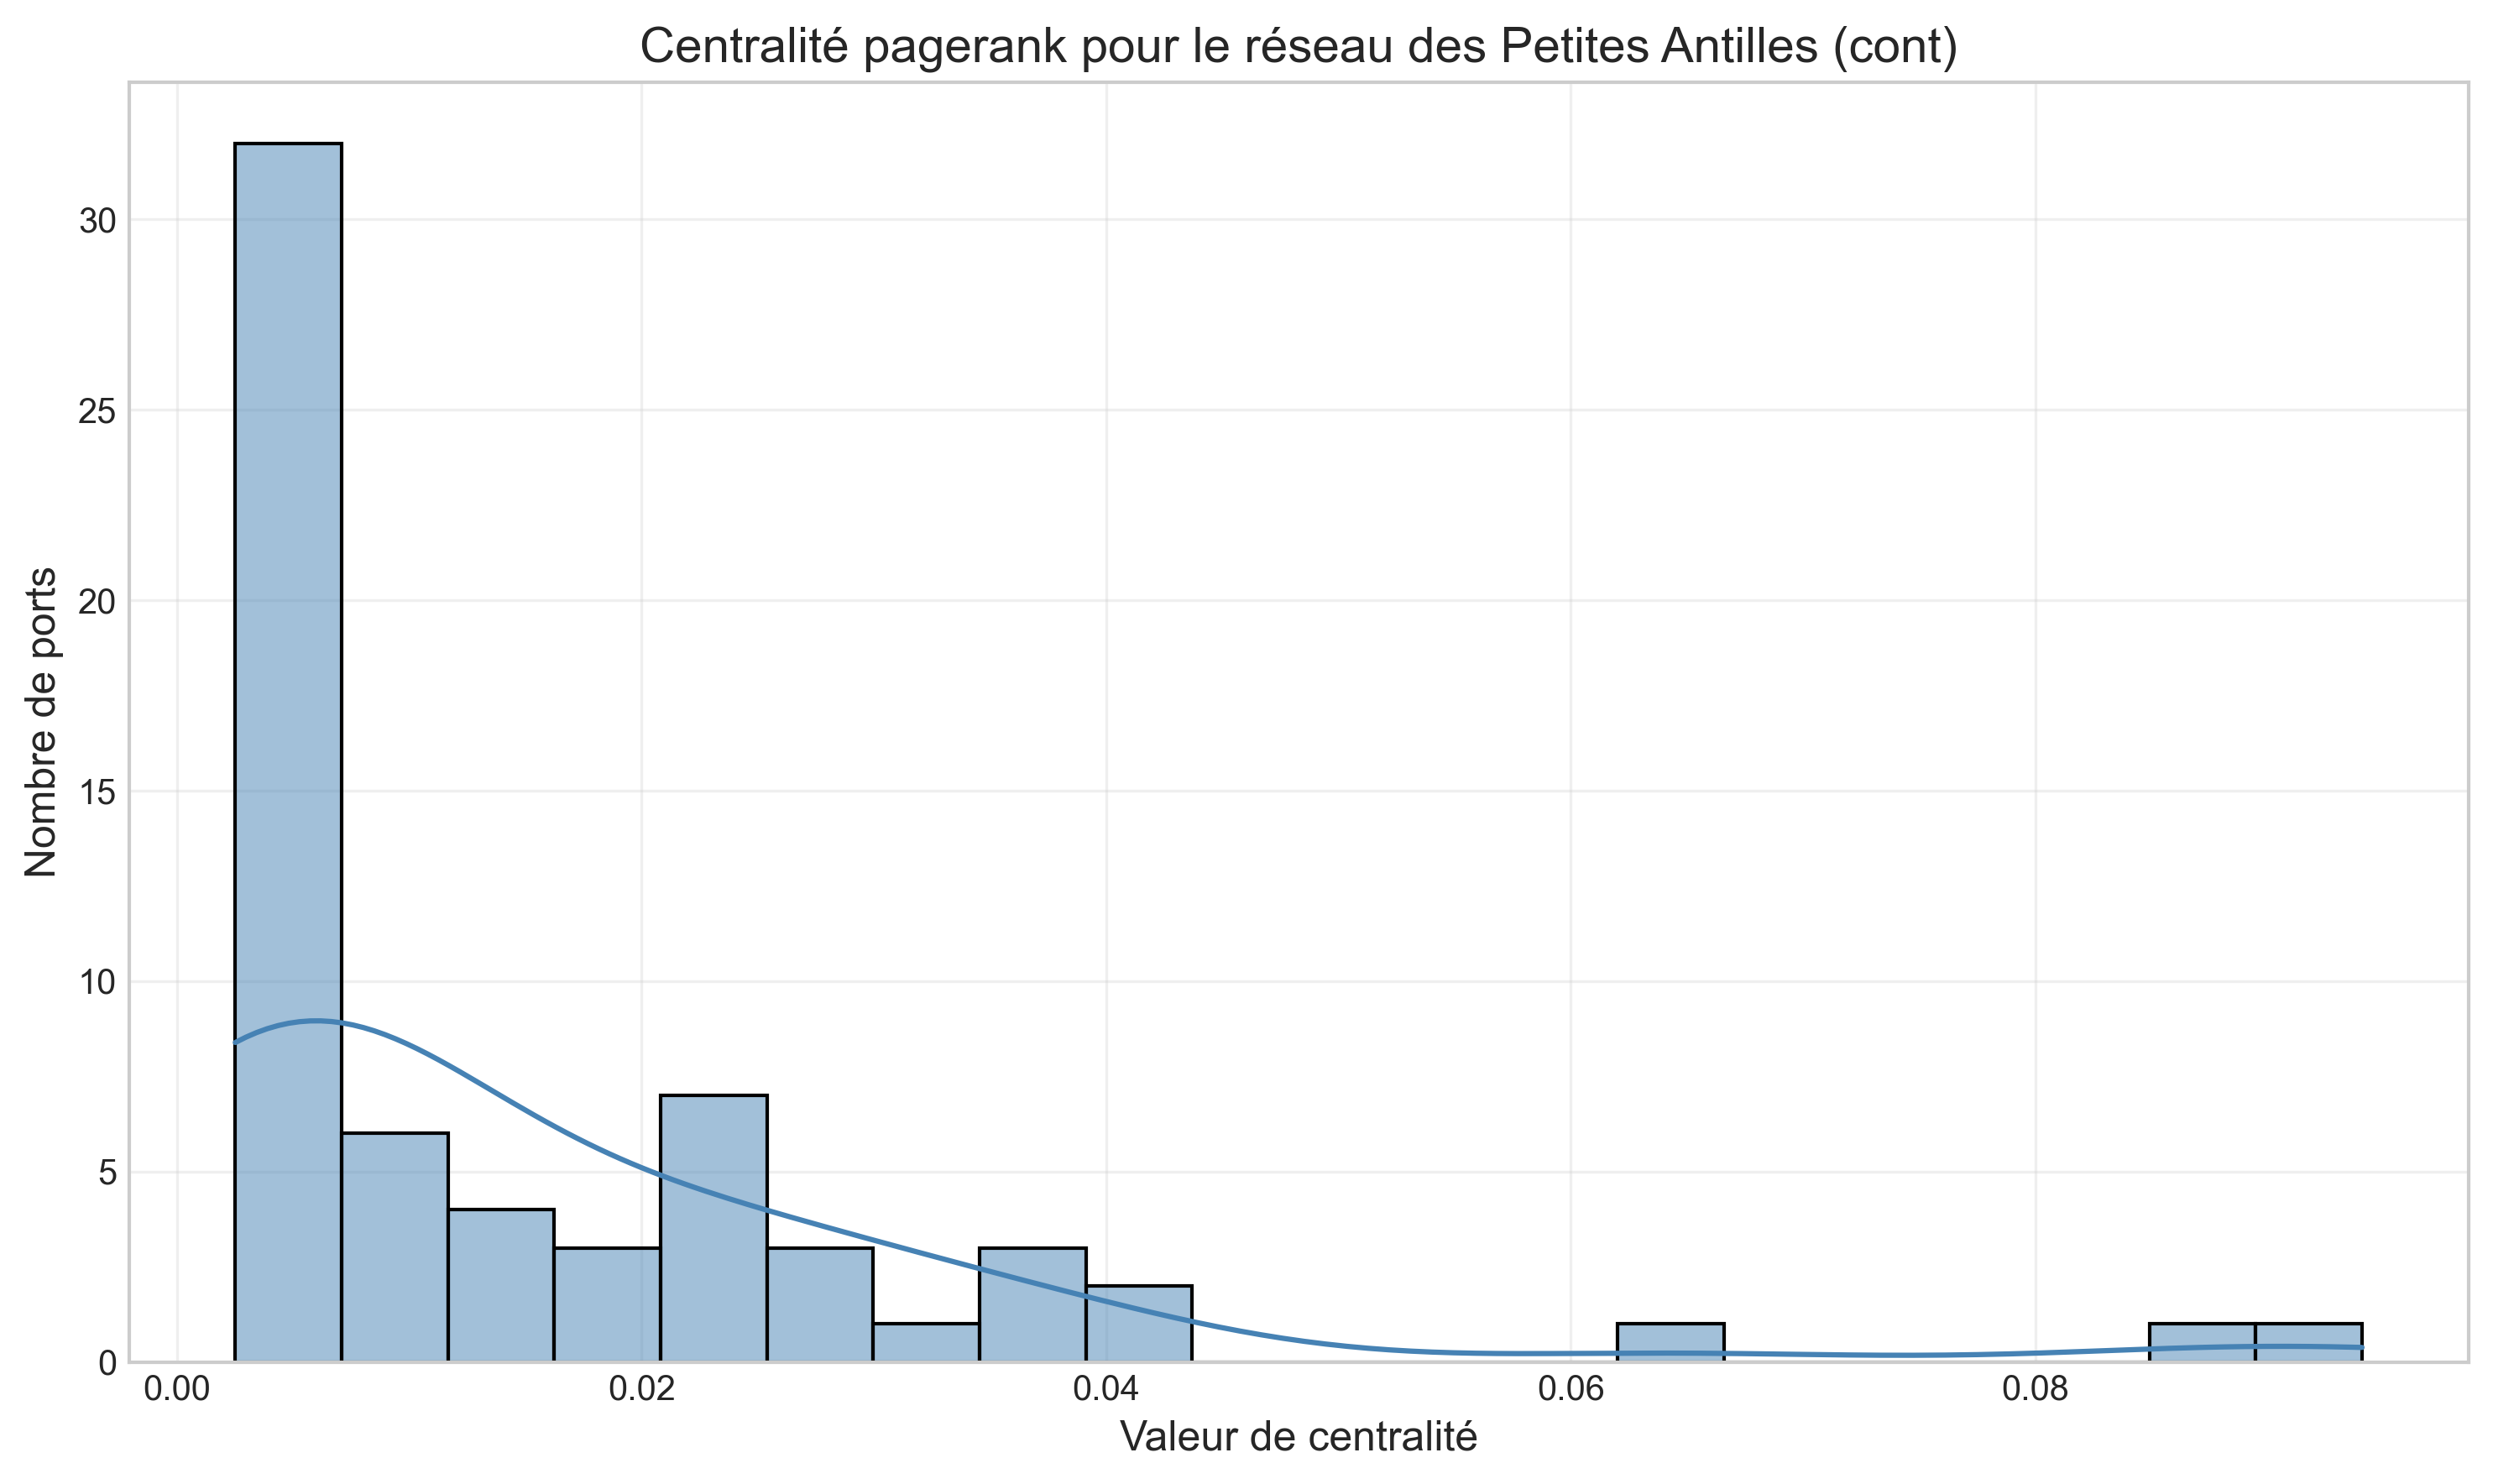 Centralité pagerank pour le réseau des Petites Antilles (cont)
Nombre de ports
30
25
20
15
10
5
0
0.00 0.02 0.04 0.06 0.08
Valeur de centralité